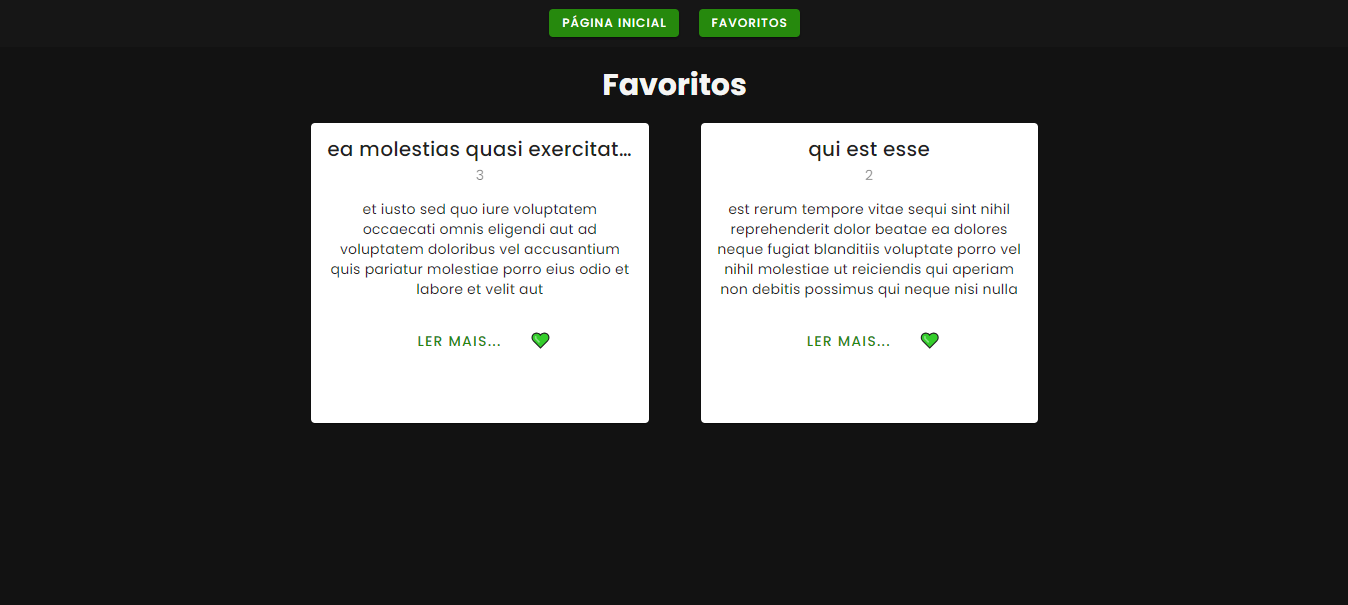 PÁGINA INICIAL FAVORITOS
Favoritos
ea molestias quasi exercitat...
3
et iusto sed quo iure voluptatem
occaecati omnis eligendi aut ad
voluptatem doloribus vel accusantium
quis pariatur molestiae porro eius odio et
labore et velit aut
LER MAIS...
qui est esse
2
est rerum tempore vitae sequi sint nihil
reprehenderit dolor beatae ea dolores
neque fugiat blanditiis voluptate porro vel
nihil molestiae ut reiciendis qui aperiam
non debitis possimus qui neque nisi nulla
LER MAIS...